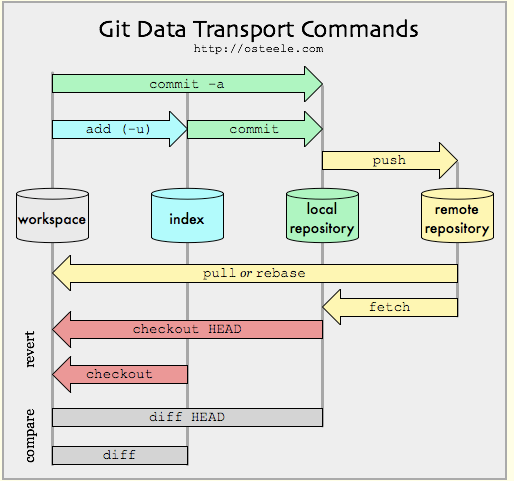 Git Data Transport Commands
http://osteele.com
commit -a
add (-u)
commit
push
workspace
index
local
repository
remote
repository
pull or rebase
fetch
revert
checkout HEAD
checkout
compare
diff HEAD
diff